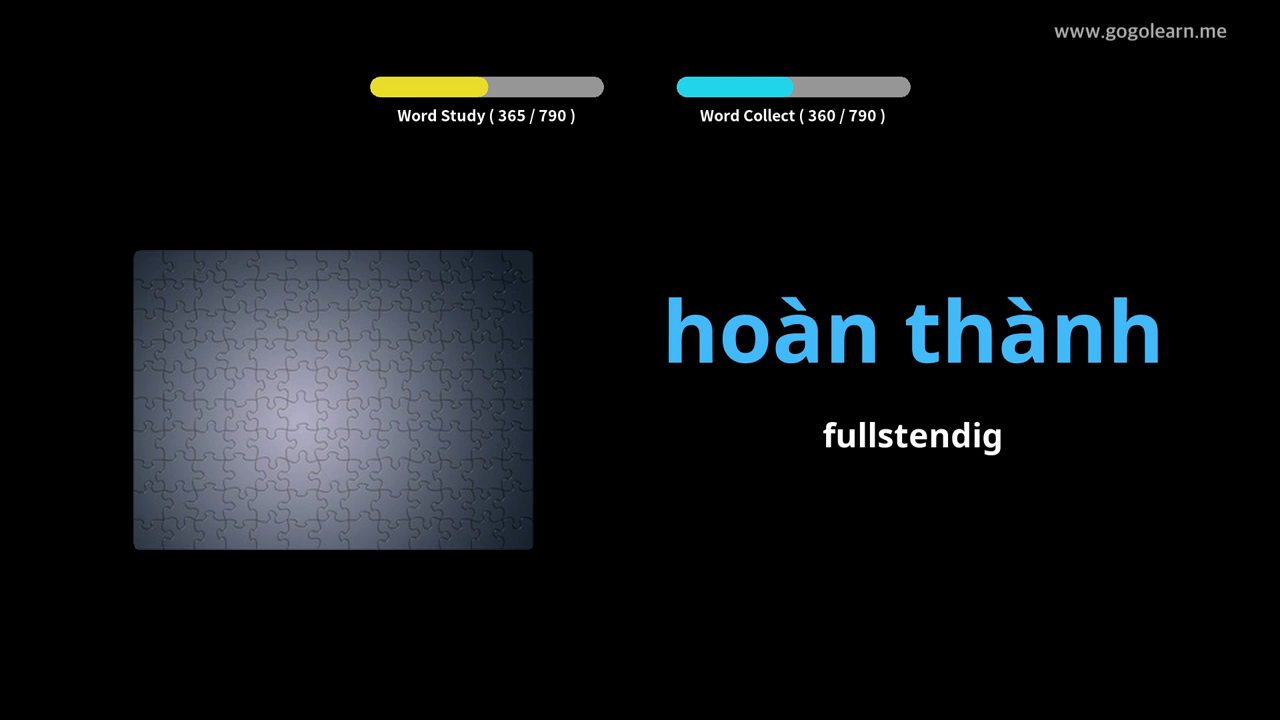 www.gogolearn.me
Word Study ( 365 / 790 )
Word Collect ( 360 / 790 )
hoàn thành
fullstendig